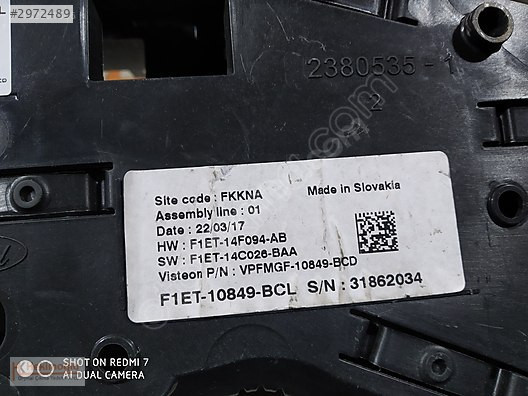 #2972489
2380535-1
2
Site code : FKKNA Made in Slovakia
Assembly line : 01
Date : 22/03/17
HW : F1ET-14F094-AB
SW : F1ET-14C026-BAA
Visteon P/N : VPFMGF-10849-BCD
F1ET-10849-BCL S/N : 31862034
SHOT ON REDMI 7
AI DUAL CAMERA